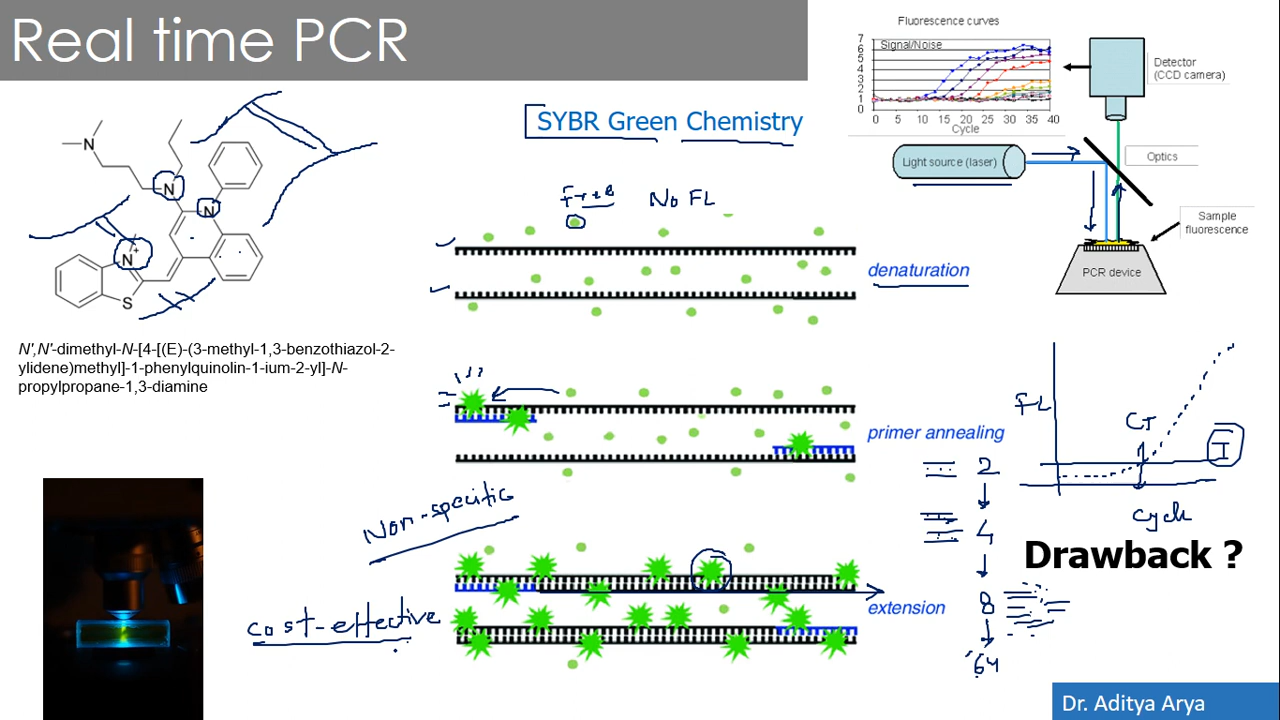 Real time PCR
SYBR Green Chemistry
Free No FL
denaturation
primer annealing
extension
N
N
N
N
+
S
N',N'-dimethyl-N-[4-[(E)-(3-methyl-1,3-benzothiazol-2-
ylidene)methyl]-1-phenylquinolin-1-ium-2-yl]-N-
propylpropane-1,3-diamine
Non-specific
cost-effective
Fluorescence curves
Signal/Noise
7
6
5
4
3
2
1
0 5 10 15 20 25 30 35 40
Cycle
Detector
(CCD camera)
Light source (laser)
Optics
Sample
fluorescence
PCR device
FL
CT
I
Cycle
2
4
8
64
Drawback ?
Dr. Aditya Arya